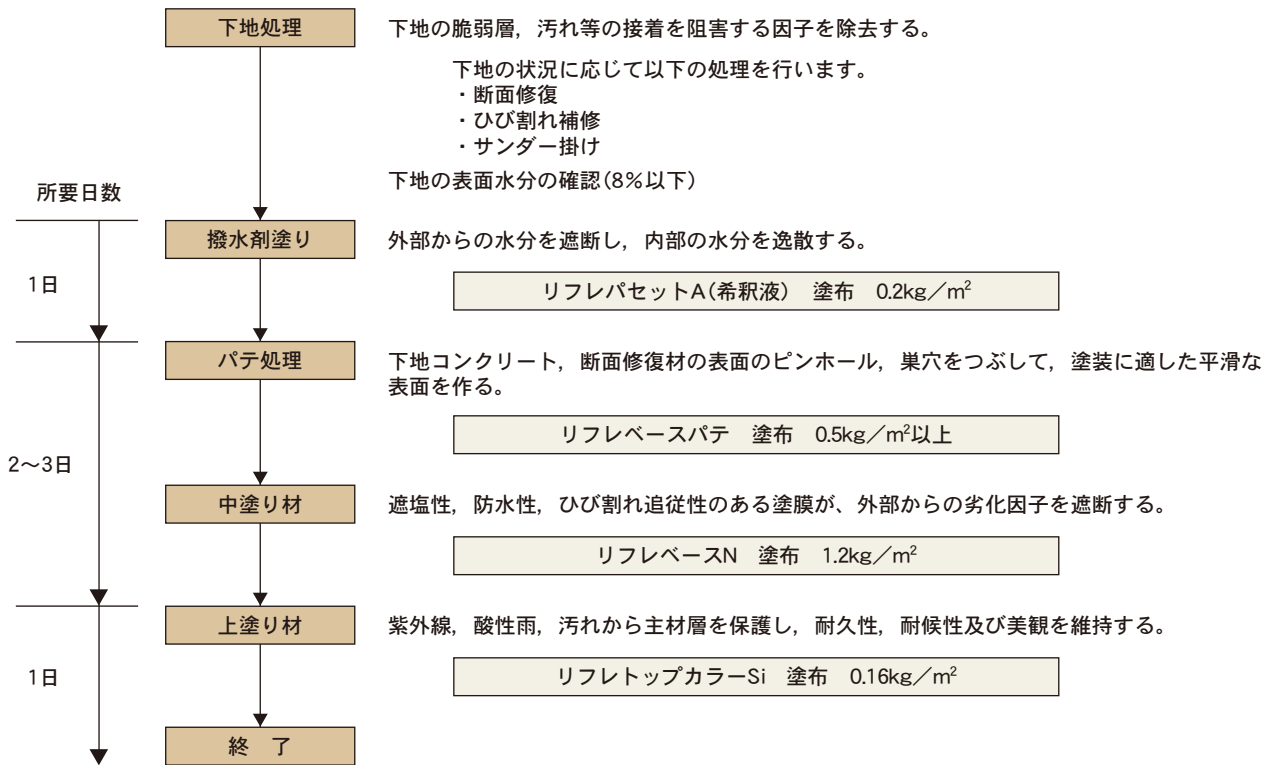 下地処理
下地の脆弱層，汚れ等の接着を阻害する因子を除去する。
下地の状況に応じて以下の処理を行います。
・断面修復
・ひび割れ補修
・サンダー掛け
下地の表面水分の確認(8％以下)
所要日数
撥水剤塗り
外部からの水分を遮断し，内部の水分を逸散する。
1日
リフレパセットA(希釈液)　塗布　0.2kg／m²
パテ処理
下地コンクリート，断面修復材の表面のピンホール，巣穴をつぶして，塗装に適した平滑な
表面を作る。
リフレベースパテ　塗布　0.5kg／m²以上
2〜3日
中塗り材
遮塩性，防水性，ひび割れ追従性のある塗膜が、外部からの劣化因子を遮断する。
リフレベースN　塗布　1.2kg／m²
上塗り材
紫外線，酸性雨，汚れから主材層を保護し，耐久性，耐候性及び美観を維持する。
1日
リフレトップカラーSi　塗布　0.16kg／m²
終　了